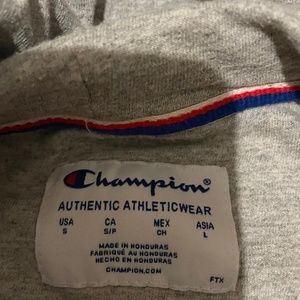 Champion
AUTHENTIC ATHLETICWEAR
USA CA MEX ASIA
S S/P CH L
MADE IN HONDURAS
FABRIQUÉ AU HONDURAS
HECHO EN HONDURAS
CHAMPION.COM
FTX